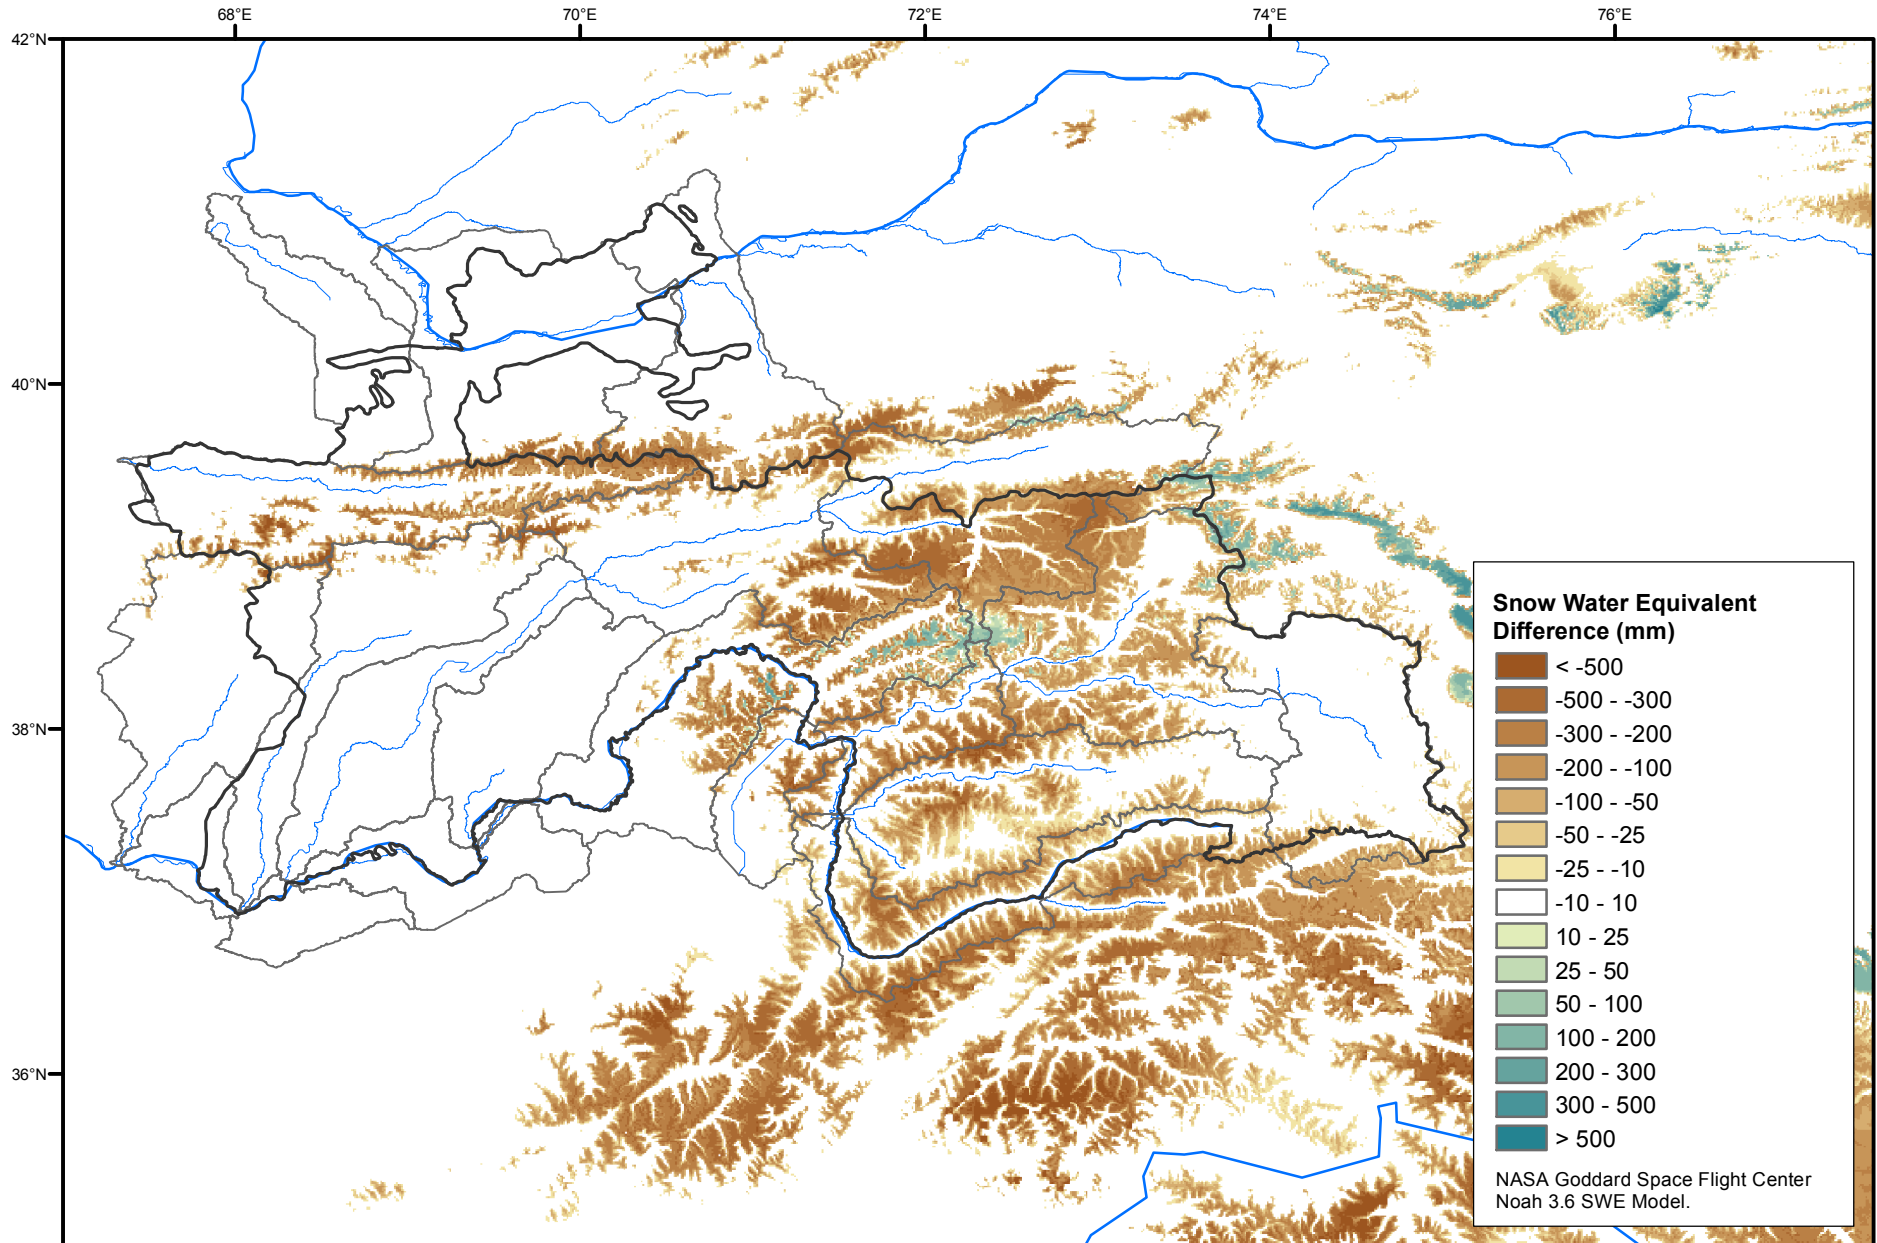 68°E
70°E
72°E
74°E
76°E
42°N
40°N
38°N
36°N
Snow Water Equivalent
Difference (mm)
< -500
-500 - -300
-300 - -200
-200 - -100
-100 - -50
-50 - -25
-25 - -10
-10 - 10
10 - 25
25 - 50
50 - 100
100 - 200
200 - 300
300 - 500
> 500
NASA Goddard Space Flight Center
Noah 3.6 SWE Model.